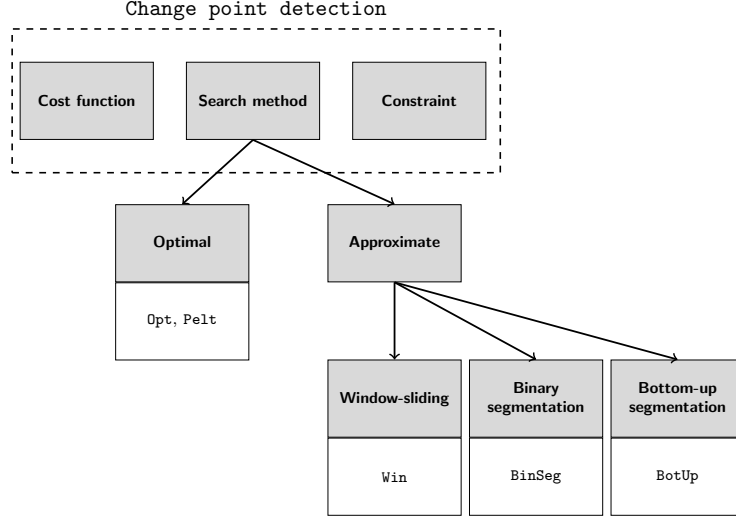 Change point detection
Cost function
Search method
Constraint
Optimal
Approximate
Opt, Pelt
Window-sliding
Binary
segmentation
Bottom-up
segmentation
Win
BinSeg
BotUp